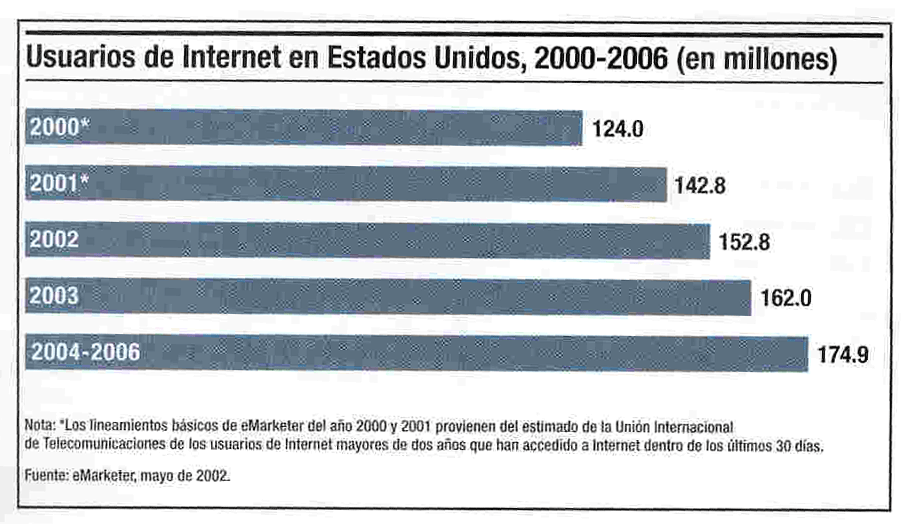 Usuarios de Internet en Estados Unidos, 2000-2006 (en millones)
2000* 124.0
2001* 142.8
2002 152.8
2003 162.0
2004-2006 174.9
Nota: *Los lineamientos básicos de eMarketer del año 2000 y 2001 provienen del estimado de la Unión Internacional
de Telecomunicaciones de los usuarios de Internet mayores de dos años que han accedido a Internet dentro de los últimos 30 días.
Fuente: eMarketer, mayo de 2002.